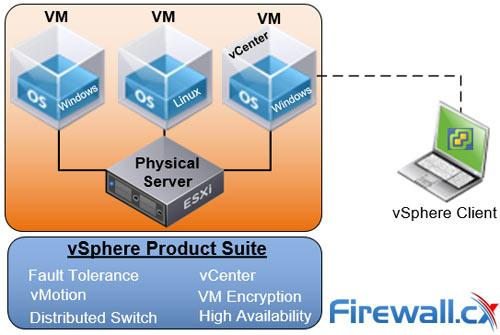 VM VM VM
vCenter
OS Windows OS Linux OS Windows
Physical
Server
ESXi
vSphere Client
vSphere Product Suite
Fault Tolerance vCenter
vMotion VM Encryption
Distributed Switch High Availability
Firewall.cx